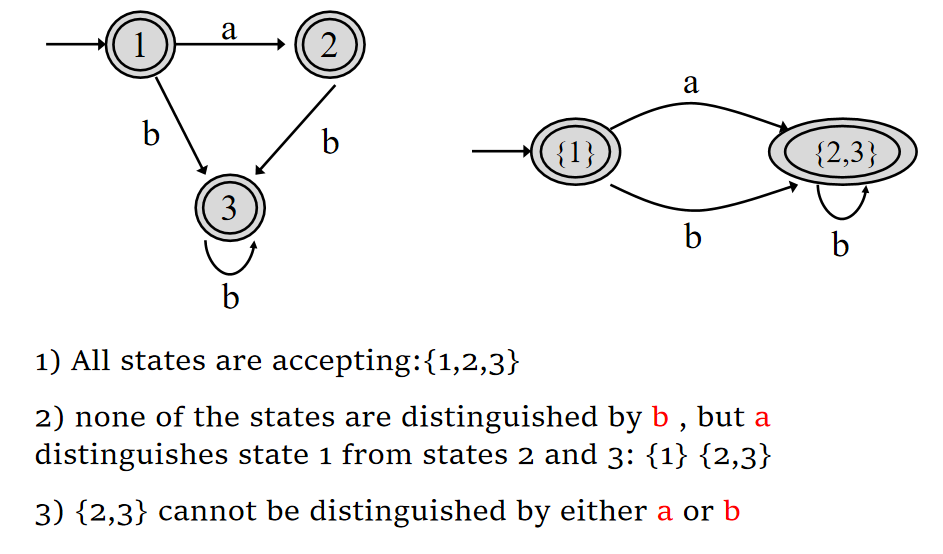 1
a
2
a
b
b
{1}
{2,3}
3
b
b
b
1) All states are accepting:{1,2,3}
2) none of the states are distinguished by b , but a
distinguishes state 1 from states 2 and 3: {1} {2,3}
3) {2,3} cannot be distinguished by either a or b